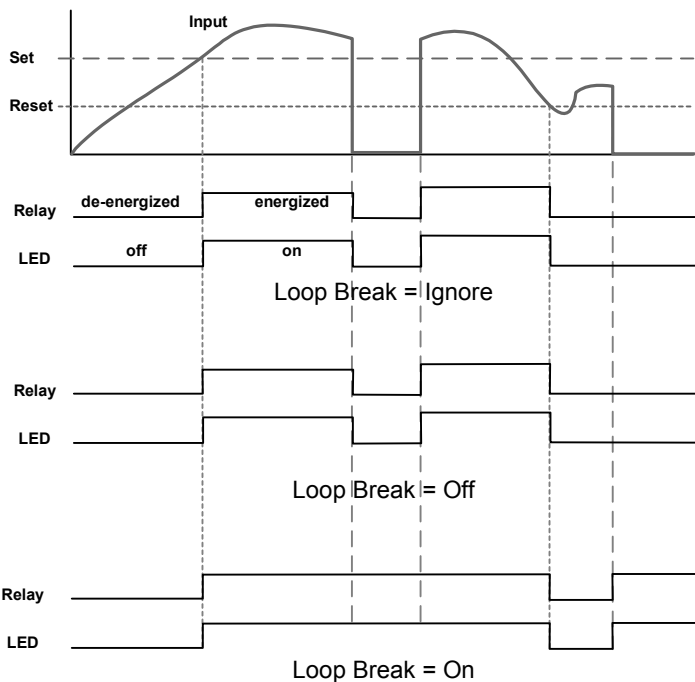 Input
Set
Reset
Relay de-energized energized
LED off on
Loop Break = Ignore
Relay
LED
Loop Break = Off
Relay
LED
Loop Break = On